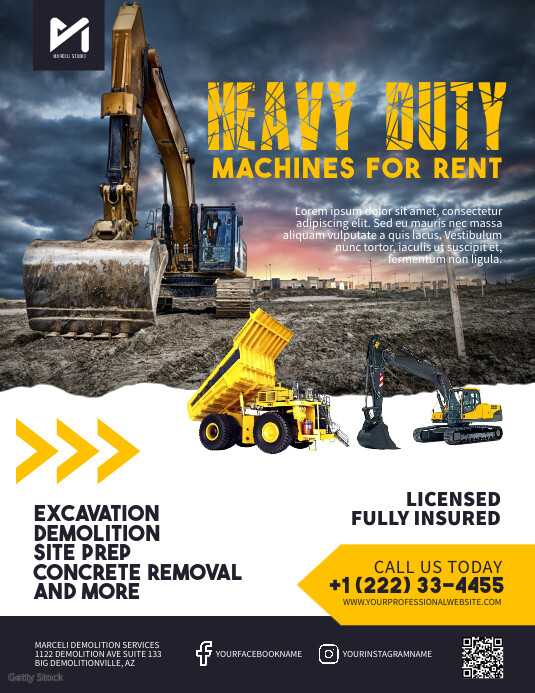 MARCELI STUDIO
HEAVY DUTY
MACHINES FOR RENT
Lorem ipsum dolor sit amet, consectetur
adipiscing elit. Sed eu mauris nec massa
aliquam vulputate a quis lacus. Vestibulum
nunc tortor, iaculis ut suscipit et,
fermentum non ligula.
EXCAVATION
DEMOLITION
SITE PREP
CONCRETE REMOVAL
AND MORE
LICENSED
FULLY INSURED
CALL US TODAY
+1 (222) 33-4455
WWW.YOURPROFESSIONALWEBSITE.COM
MARCELI DEMOLITION SERVICES
1122 DEMOLITION AVE SUITE 133
BIG DEMOLITIONVILLE, AZ
YOURFACEBOOKNAME
YOURINSTAGRAMNAME
Getty Stock